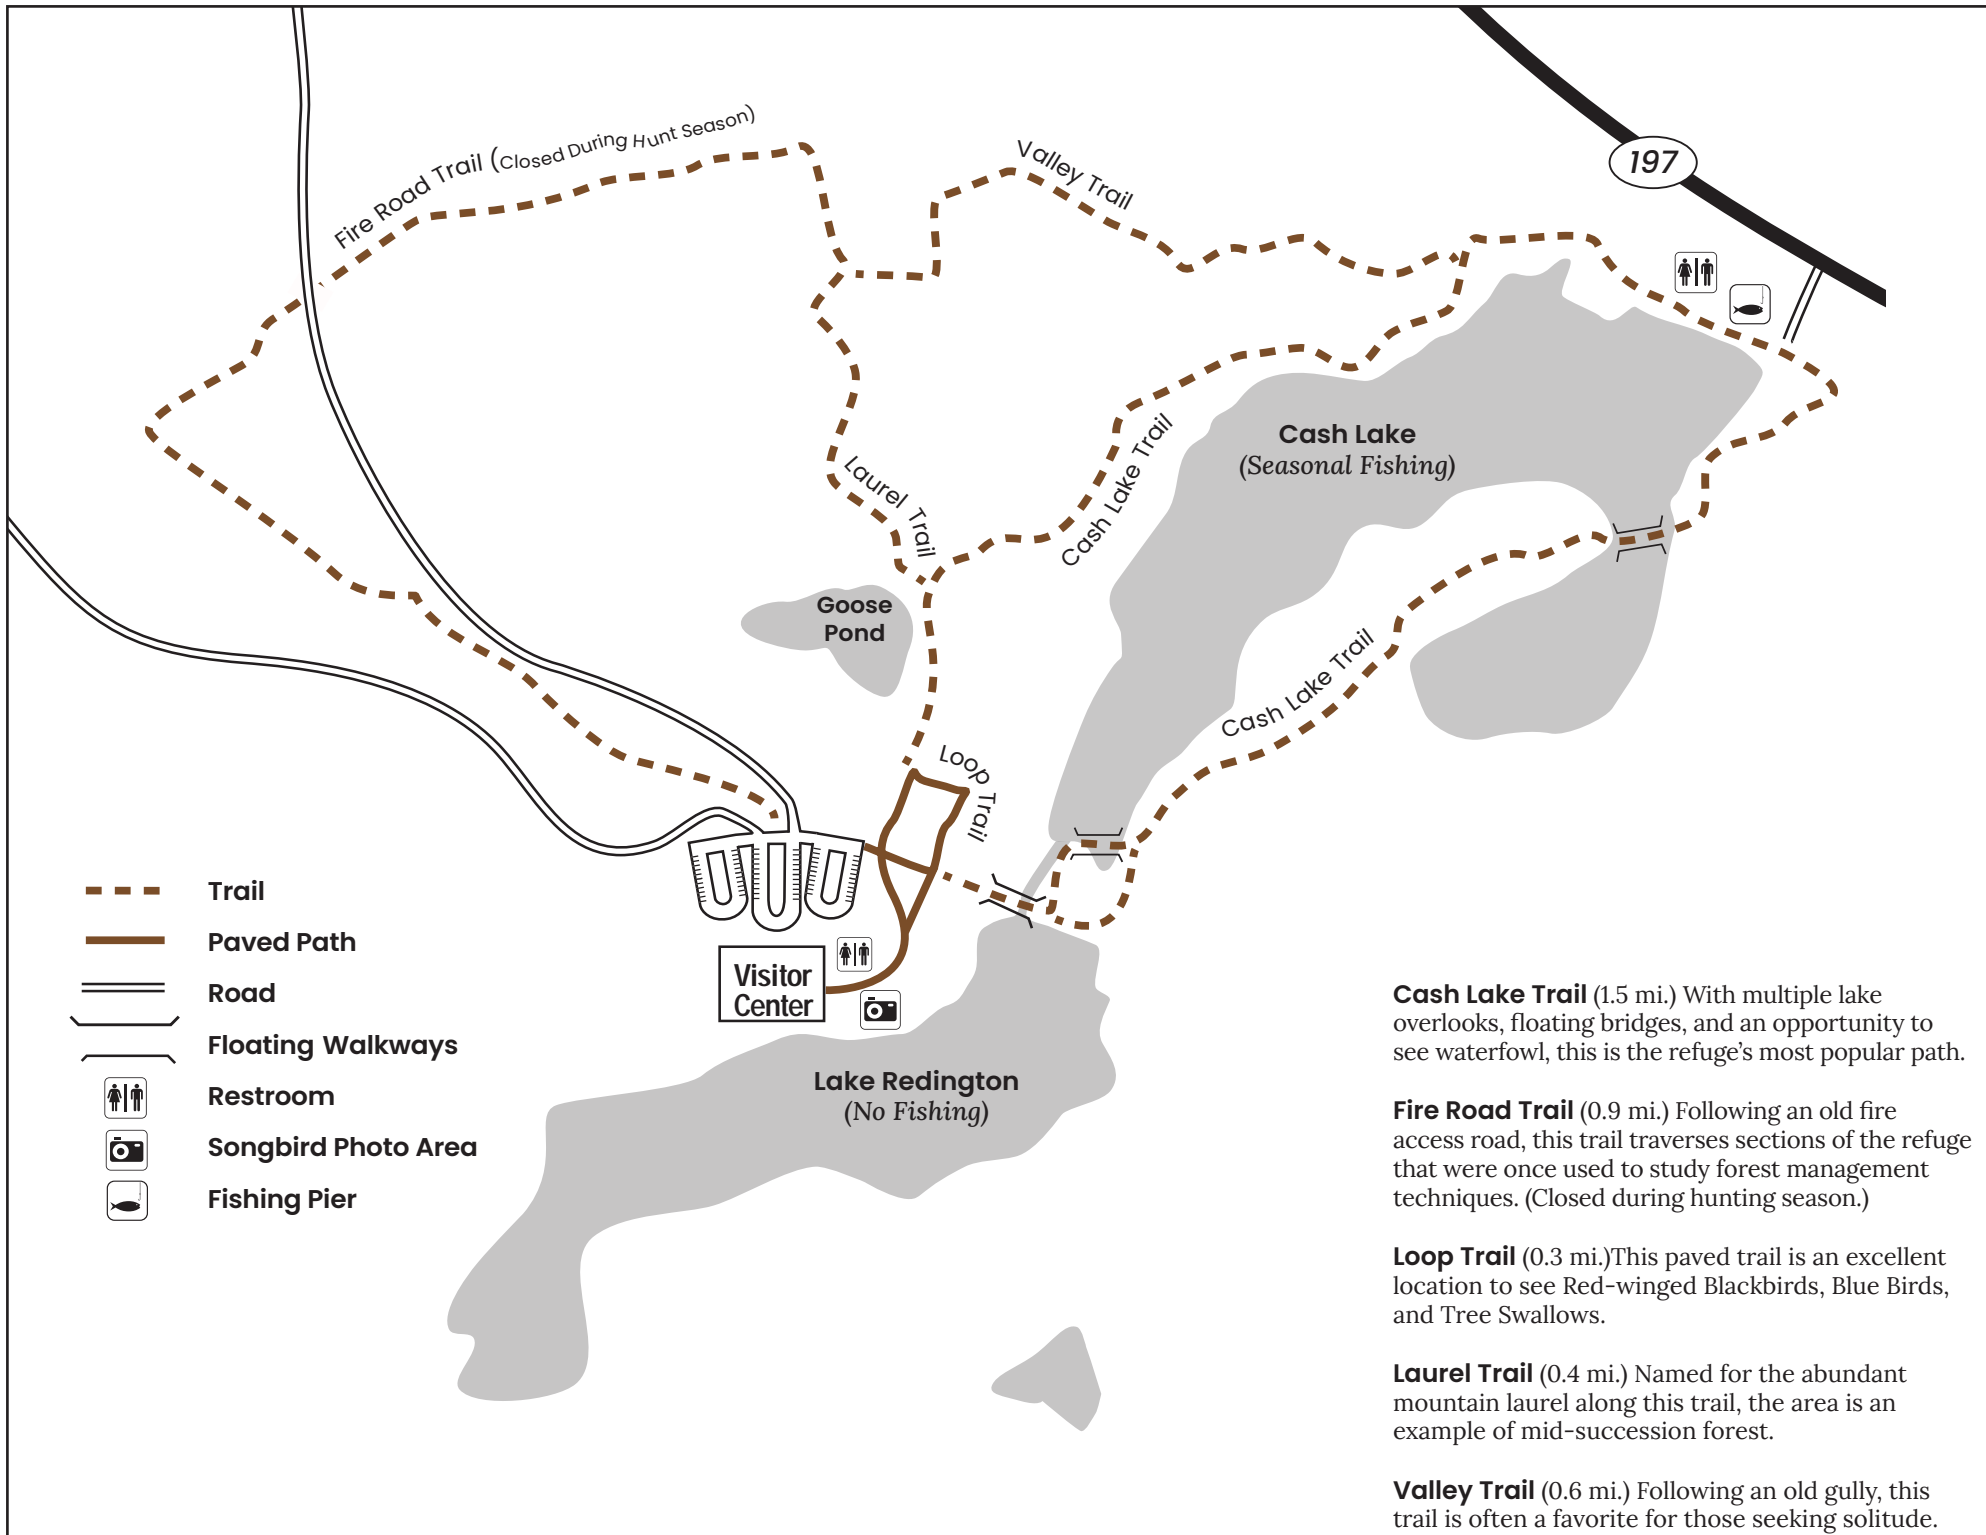 Fire Road Trail (Closed During Hunt Season)
Valley Trail
197
Cash Lake
(Seasonal Fishing)
Cash Lake Trail
Laurel Trail
Goose
Pond
Cash Lake Trail
Loop Trail
Visitor
Center
Lake Redington
(No Fishing)
Trail
Paved Path
Road
Floating Walkways
Restroom
Songbird Photo Area
Fishing Pier
Cash Lake Trail (1.5 mi.) With multiple lake
overlooks, floating bridges, and an opportunity to
see waterfowl, this is the refuge’s most popular path.
Fire Road Trail (0.9 mi.) Following an old fire
access road, this trail traverses sections of the refuge
that were once used to study forest management
techniques. (Closed during hunting season.)
Loop Trail (0.3 mi.)This paved trail is an excellent
location to see Red-winged Blackbirds, Blue Birds,
and Tree Swallows.
Laurel Trail (0.4 mi.) Named for the abundant
mountain laurel along this trail, the area is an
example of mid-succession forest.
Valley Trail (0.6 mi.) Following an old gully, this
trail is often a favorite for those seeking solitude.